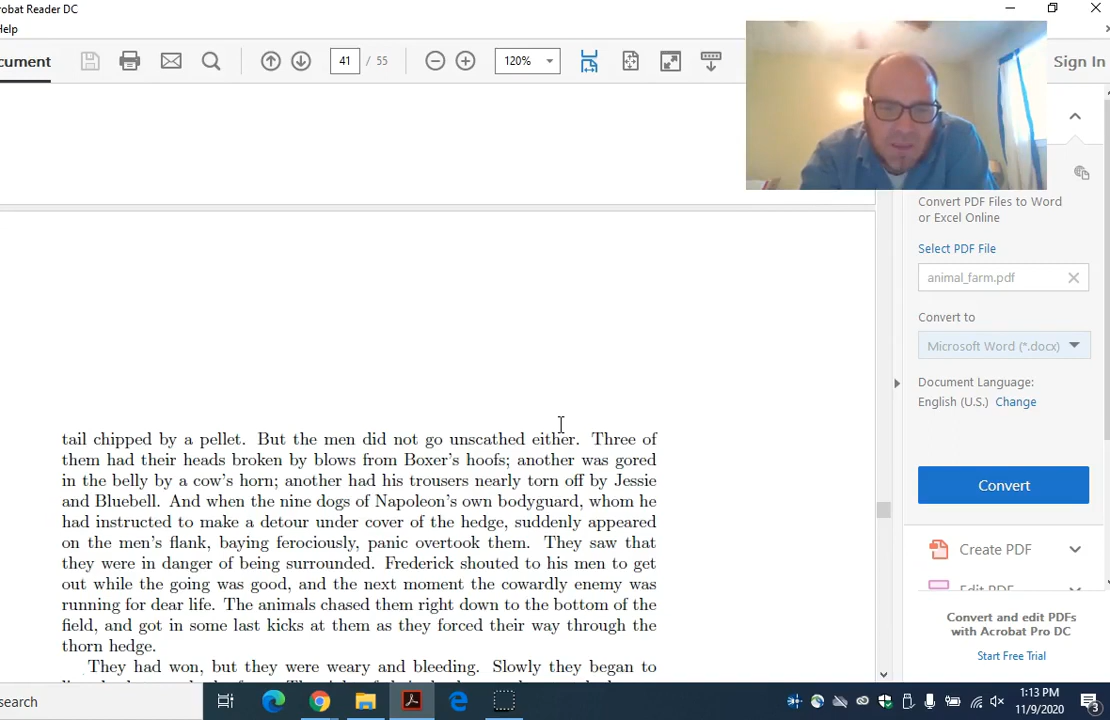 crobat Reader DC
Help
cument
41 / 55
120%
Sign In
Convert PDF Files to Word
or Excel Online
Select PDF File
animal_farm.pdf
Convert to
Microsoft Word (*.docx)
Document Language:
English (U.S.) Change
Convert
Create PDF
Edit PDF
Convert and edit PDFs
with Acrobat Pro DC
Start Free Trial
tail chipped by a pellet. But the men did not go unscathed either. Three of
them had their heads broken by blows from Boxer's hoofs; another was gored
in the belly by a cow's horn; another had his trousers nearly torn off by Jessie
and Bluebell. And when the nine dogs of Napoleon's own bodyguard, whom he
had instructed to make a detour under cover of the hedge, suddenly appeared
on the men's flank, baying ferociously, panic overtook them. They saw that
they were in danger of being surrounded. Frederick shouted to his men to get
out while the going was good, and the next moment the cowardly enemy was
running for dear life. The animals chased them right down to the bottom of the
field, and got in some last kicks at them as they forced their way through the
thorn hedge.
They had won, but they were weary and bleeding. Slowly they began to
search
1:13 PM
11/9/2020
3